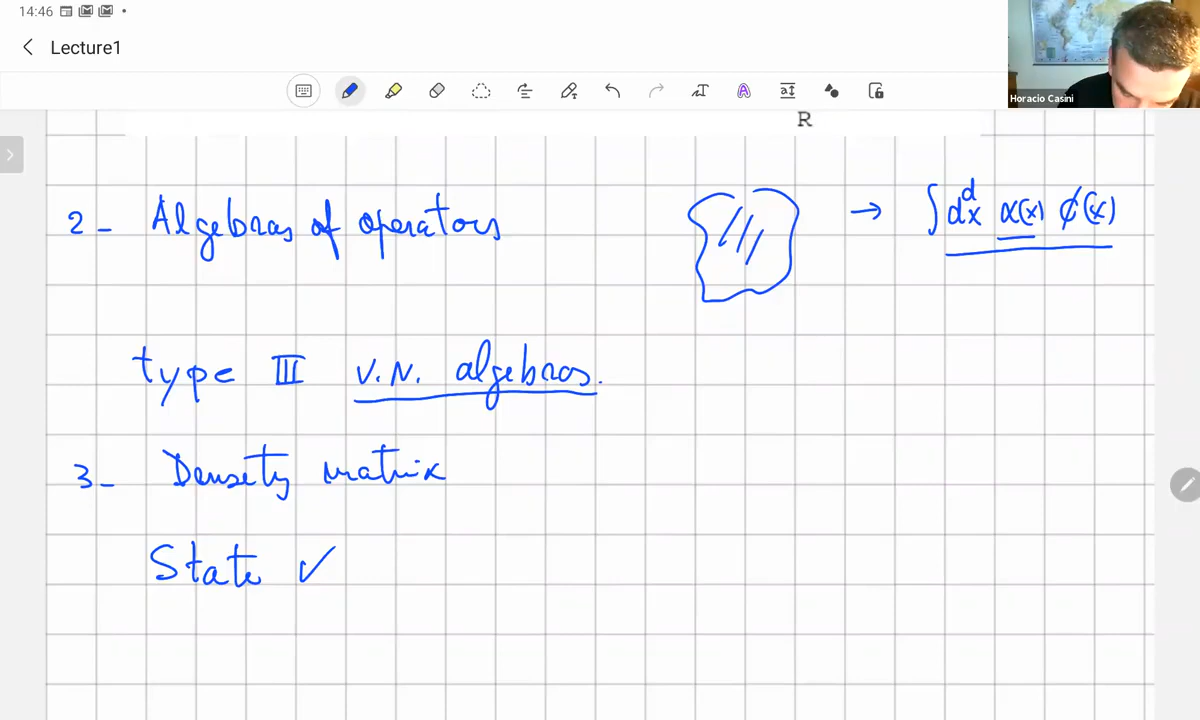 14:46
Lecture1
Horacio Casini
R
2- Algebras of operators → ∫ d^d x α(x) ϕ(x)
type III V.N. algebras.
3- Density matrix
State ✓